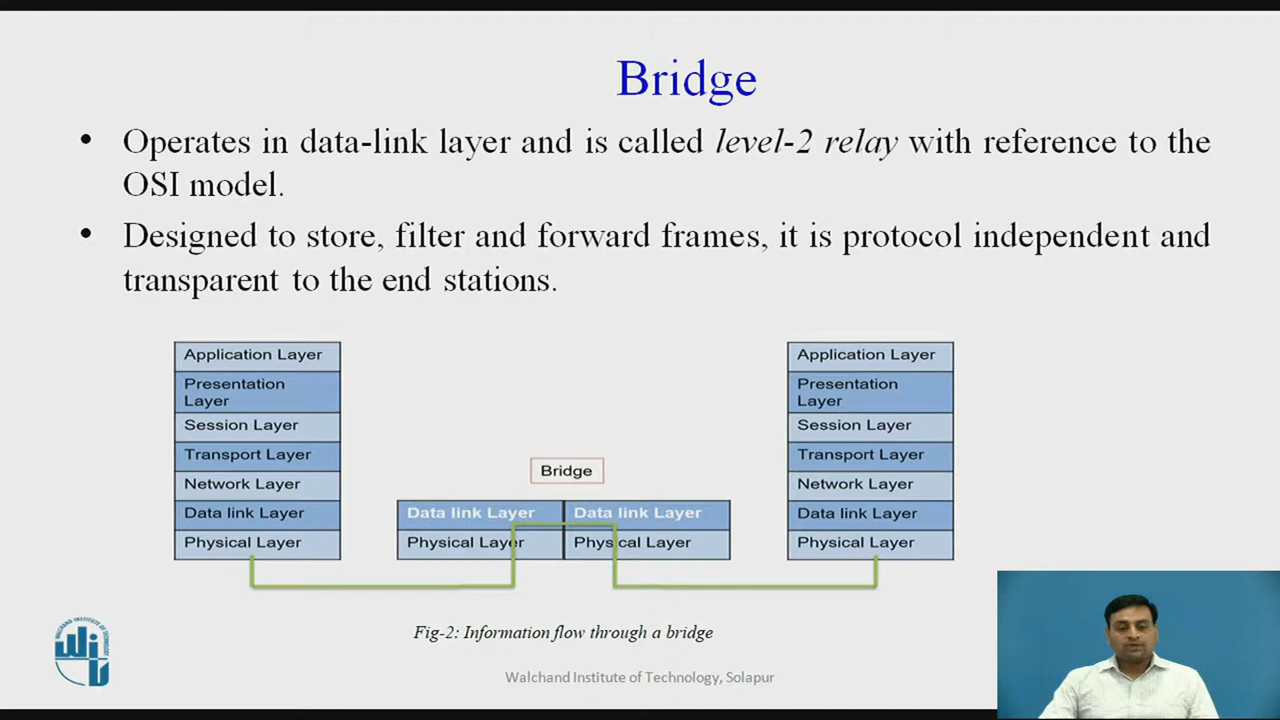 Bridge
• Operates in data-link layer and is called level-2 relay with reference to the
OSI model.
• Designed to store, filter and forward frames, it is protocol independent and
transparent to the end stations.
Application Layer
Presentation
Layer
Session Layer
Transport Layer
Network Layer
Data link Layer
Physical Layer
Bridge
Data link Layer
Data link Layer
Physical Layer
Physical Layer
Application Layer
Presentation
Layer
Session Layer
Transport Layer
Network Layer
Data link Layer
Physical Layer
Fig-2: Information flow through a bridge
WALCHAND INSTITUTE OF TECHNOLOGY
Walchand Institute of Technology, Solapur